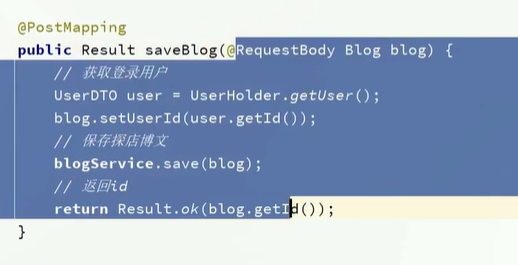 @PostMapping
public Result saveBlog(@RequestBody Blog blog) {
// 获取登录用户
UserDTO user = UserHolder.getUser();
blog.setUserId(user.getId());
// 保存探店博文
blogService.save(blog);
// 返回id
return Result.ok(blog.getId());
}